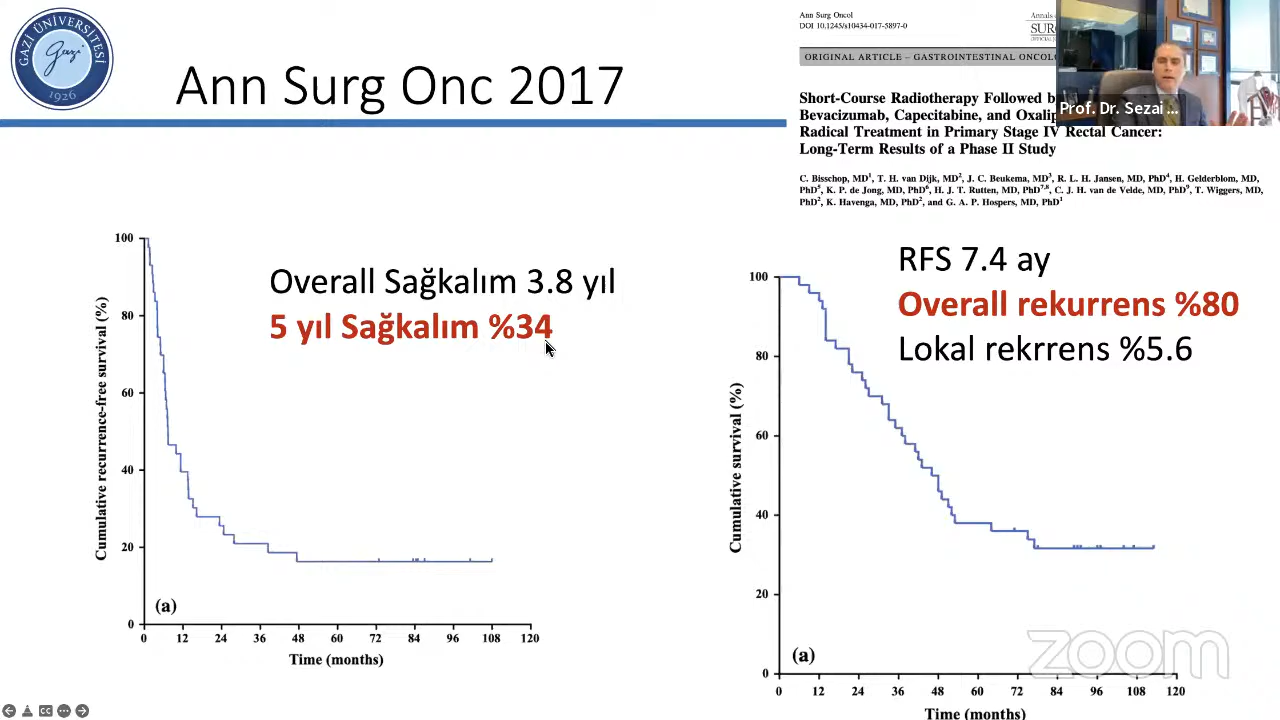 GAZİ ÜNİVERSİTESİ
gazi
1926
Ann Surg Onc 2017
Ann Surg Oncol
DOI 10.1245/s10434-017-5897-0
ORIGINAL ARTICLE – GASTROINTESTINAL ONCOLO
Short-Course Radiotherapy Followed b
Bevacizumab, Capecitabine, and Oxalip
Radical Treatment in Primary Stage IV Rectal Cancer:
Long-Term Results of a Phase II Study
C. Bisschop, MD1, T. H. van Dijk, MD2, J. C. Beukema, MD3, R. L. H. Jansen, MD, PhD4, H. Gelderblom, MD,
PhD5, K. P. de Jong, MD, PhD6, H. J. T. Rutten, MD, PhD7,8, C. J. H. van de Velde, MD, PhD9, T. Wiggers, MD,
PhD2, K. Havenga, MD, PhD2, and G. A. P. Hospers, MD, PhD1
Prof. Dr. Sezai ...
Overall Sağkalım 3.8 yıl
5 yıl Sağkalım %34
Cumulative recurrence-free survival (%)
100
80
60
40
20
0
(a)
0 12 24 36 48 60 72 84 96 108 120
Time (months)
RFS 7.4 ay
Overall rekurrens %80
Lokal rekrrens %5.6
Cumulative survival (%)
100
80
60
40
20
0
(a)
0 12 24 36 48 60 72 84 96 108 120
Time (months)
zoom
CC